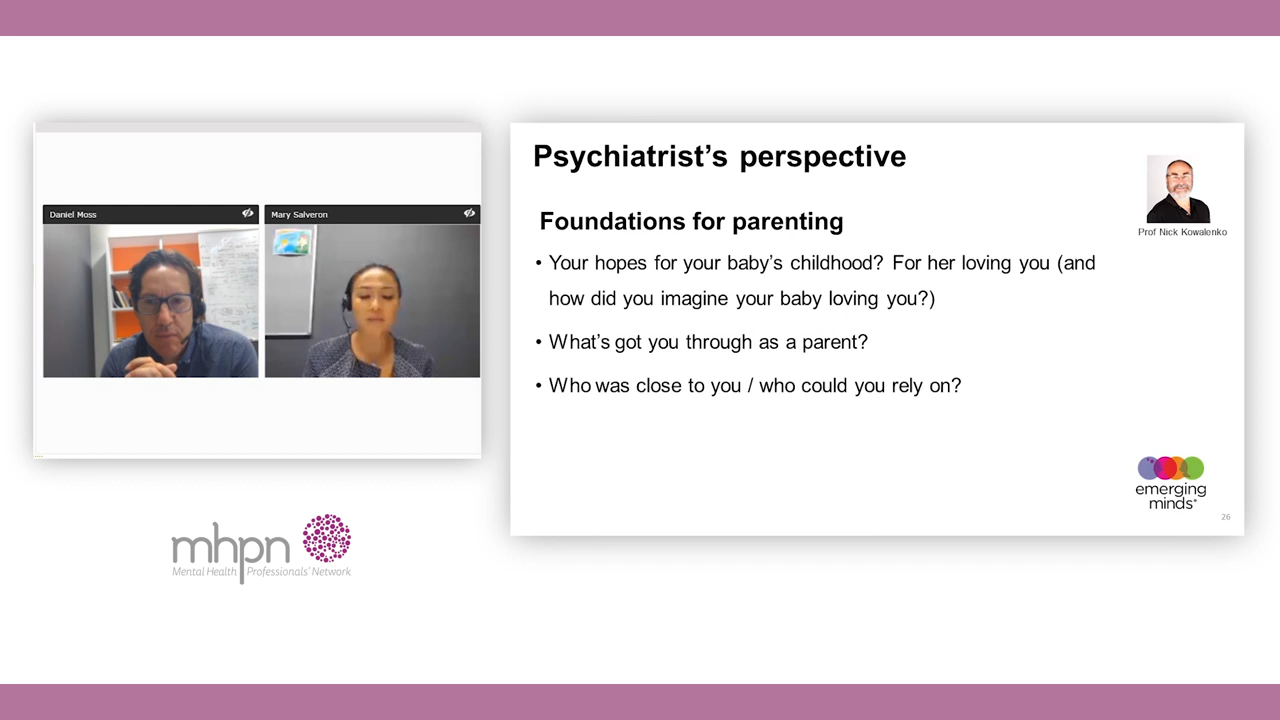 Daniel Moss
Mary Salveron
Psychiatrist’s perspective
Prof Nick Kowalenko
Foundations for parenting
• Your hopes for your baby’s childhood? For her loving you (and
how did you imagine your baby loving you?)
• What’s got you through as a parent?
• Who was close to you / who could you rely on?
emerging
minds
26
mhpn
Mental Health Professionals’ Network